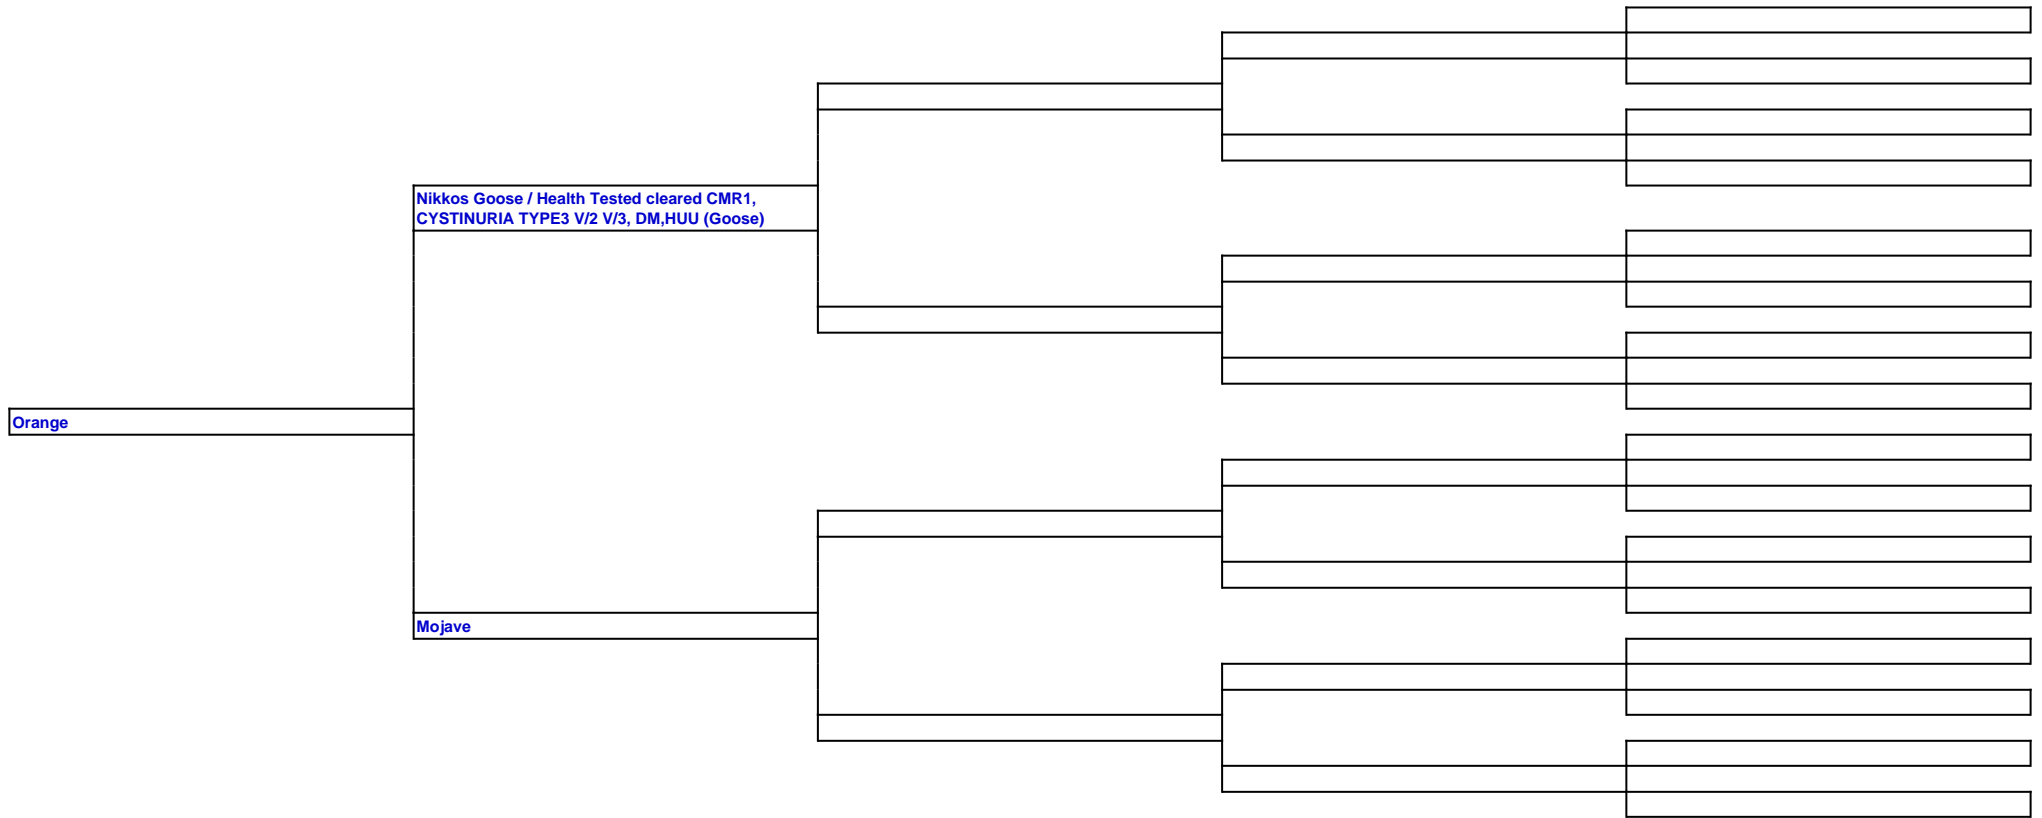 Nikkos Goose / Health Tested cleared CMR1,
CYSTINURIA TYPE3 V/2 V/3, DM,HUU (Goose)
Orange
Mojave